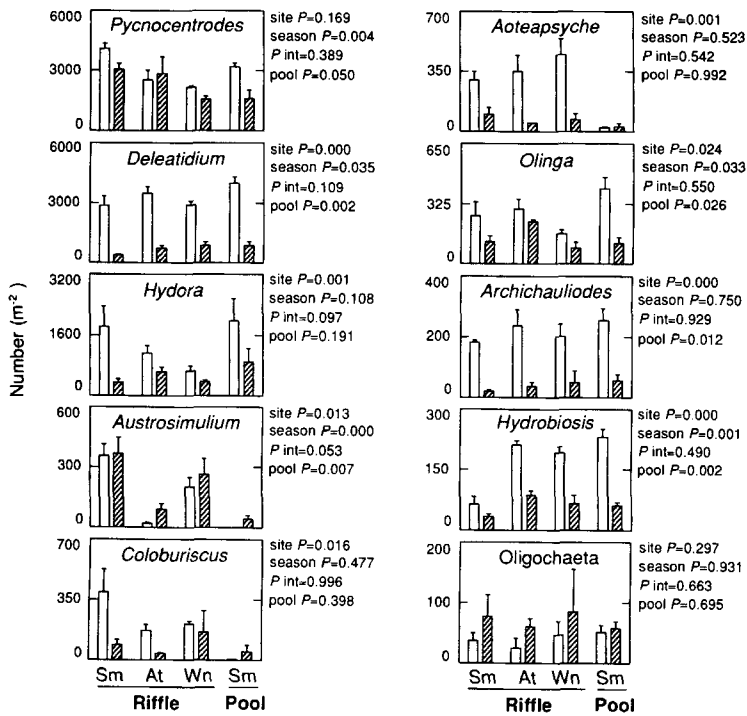 Number (m⁻²)
6000
3000
0
Pycnocentrodes
site P=0.169
season P=0.004
P int=0.389
pool P=0.050
6000
3000
0
Deleatidium
site P=0.000
season P=0.035
P int=0.109
pool P=0.002
3200
1600
0
Hydora
site P=0.001
season P=0.108
P int=0.097
pool P=0.191
600
300
0
Austrosimulium
site P=0.013
season P=0.000
P int=0.053
pool P=0.007
700
350
0
Coloburiscus
site P=0.016
season P=0.477
P int=0.996
pool P=0.398
Sm At Wn Sm
Riffle Pool
700
350
0
Aoteapsyche
site P=0.001
season P=0.523
P int=0.542
pool P=0.992
650
325
0
Olinga
site P=0.024
season P=0.033
P int=0.550
pool P=0.026
400
200
0
Archichauliodes
site P=0.000
season P=0.750
P int=0.929
pool P=0.012
300
150
0
Hydrobiosis
site P=0.000
season P=0.001
P int=0.490
pool P=0.002
200
100
0
Oligochaeta
site P=0.297
season P=0.931
P int=0.663
pool P=0.695
Sm At Wn Sm
Riffle Pool